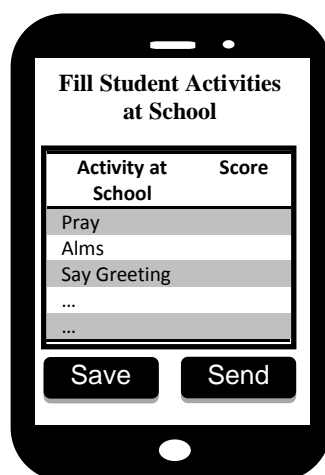 Fill Student Activities
at School
Activity at School Score
Pray
Alms
Say Greeting
...
...
Save Send